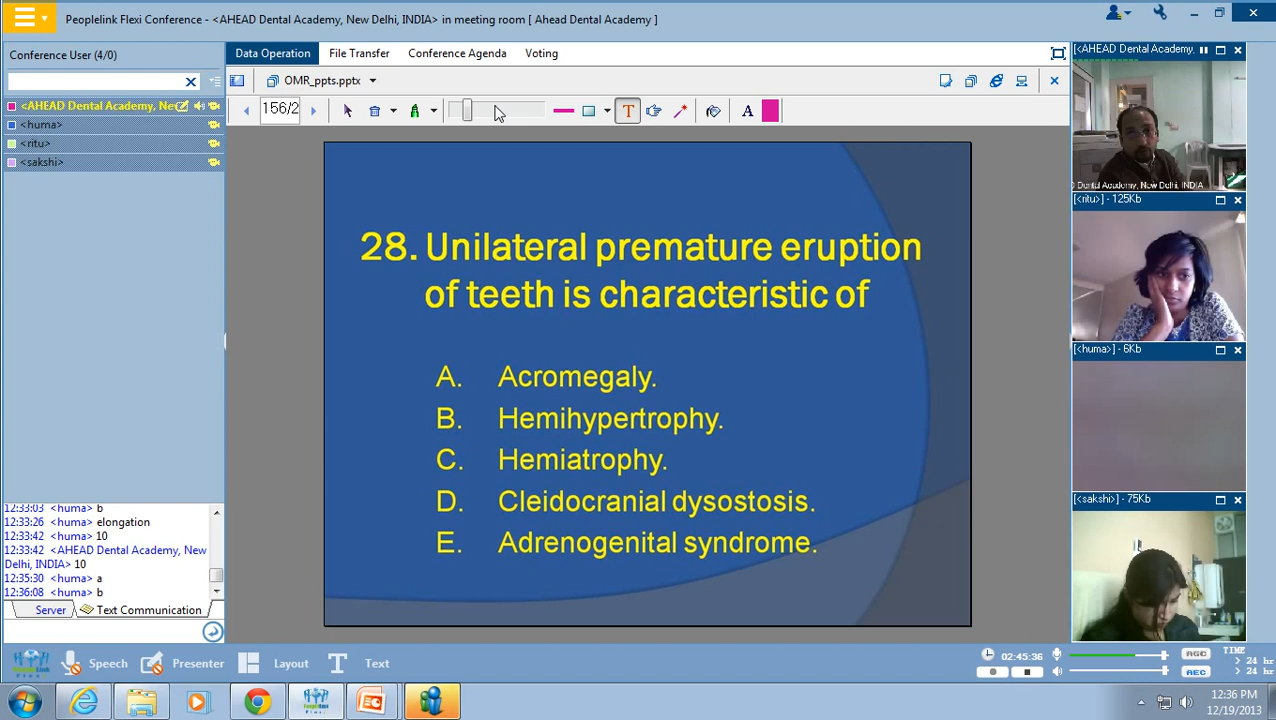 Peoplelink Flexi Conference - <AHEAD Dental Academy, New Delhi, INDIA> in meeting room [ Ahead Dental Academy ]
Conference User (4/0)
Data Operation File Transfer Conference Agenda Voting
OMR_ppts.pptx
<AHEAD Dental Academy, Nev
<huma>
<ritu>
<sakshi>
156/2
T
A
28. Unilateral premature eruption
of teeth is characteristic of
A. Acromegaly.
B. Hemihypertrophy.
C. Hemiatrophy.
D. Cleidocranial dysostosis.
E. Adrenogenital syndrome.
[<AHEAD Dental Academy,
Dental Academy, New Delhi, INDIA
[<ritu>] - 125Kb
[<huma>] - 6Kb
[<sakshi>] - 75Kb
12:33:03 <huma> b
12:33:26 <huma> elongation
12:33:42 <huma> 10
12:33:42 <AHEAD Dental Academy, New
Delhi, INDIA> 10
12:35:30 <huma> a
12:36:08 <huma> b
Server Text Communication
Speech Presenter Layout Text
02:45:36
AGC
AEC
TIME
> 24 hr
> 24 hr
12:36 PM
12/19/2013